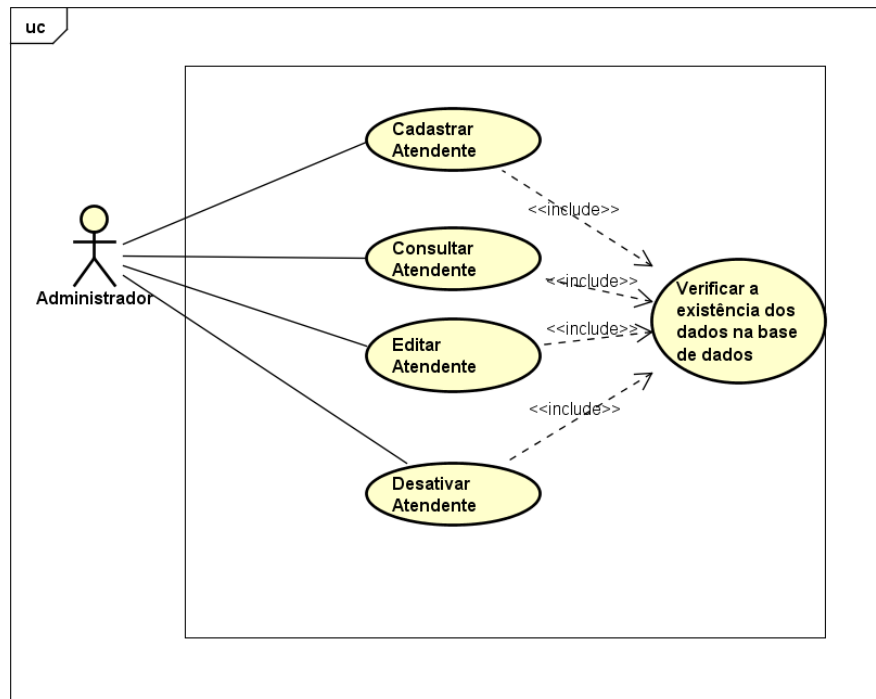 uc
Cadastrar
Atendente
<<include>>
Consultar
Atendente
<<include>>
Administrador
Verificar a
existência dos
dados na base
de dados
Editar
Atendente
<<include>>
<<include>>
Desativar
Atendente